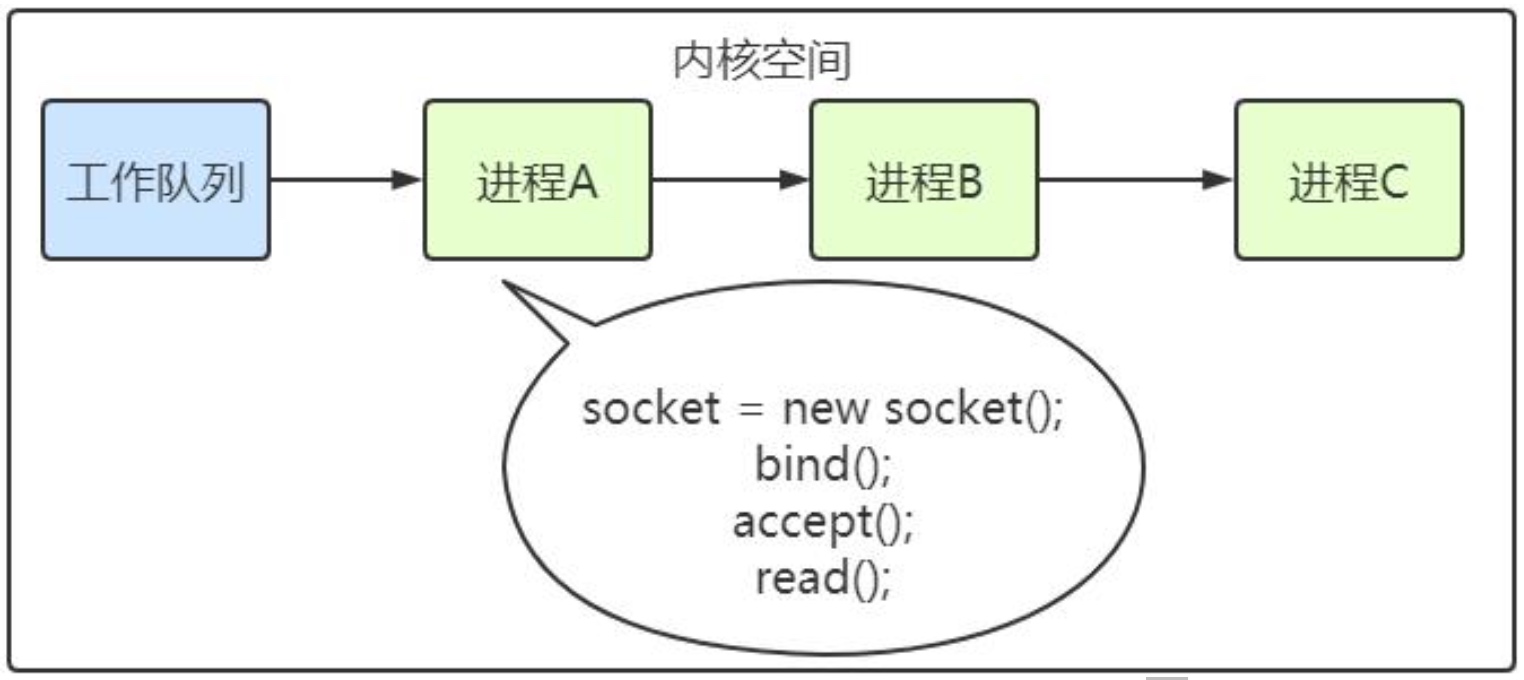 内核空间
工作队列
进程A
进程B
进程C
socket = new socket();
bind();
accept();
read();